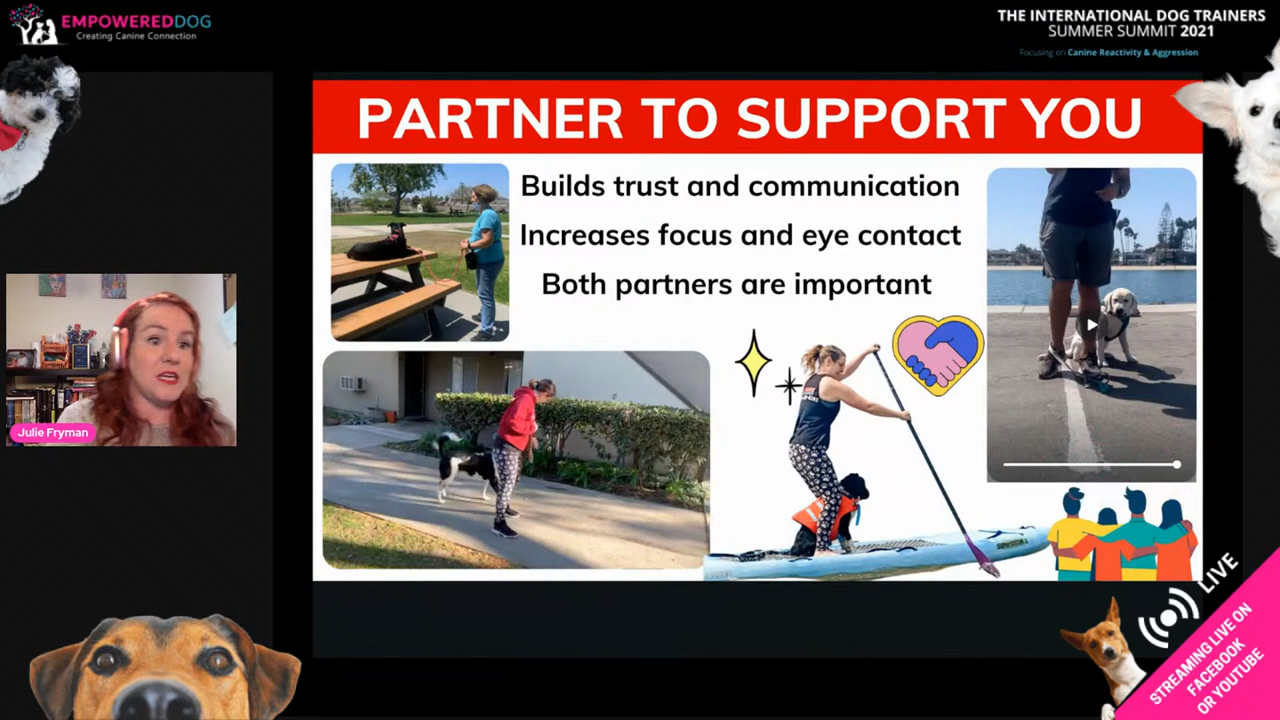 EMPOWEREDDOG
Creating Canine Connection
THE INTERNATIONAL DOG TRAINERS
SUMMER SUMMIT 2021
Focusing on Canine Reactivity & Aggression
PARTNER TO SUPPORT YOU
Builds trust and communication
Increases focus and eye contact
Both partners are important
Julie Fryman
LIVE
STREAMING LIVE ON
FACEBOOK
OR YOUTUBE